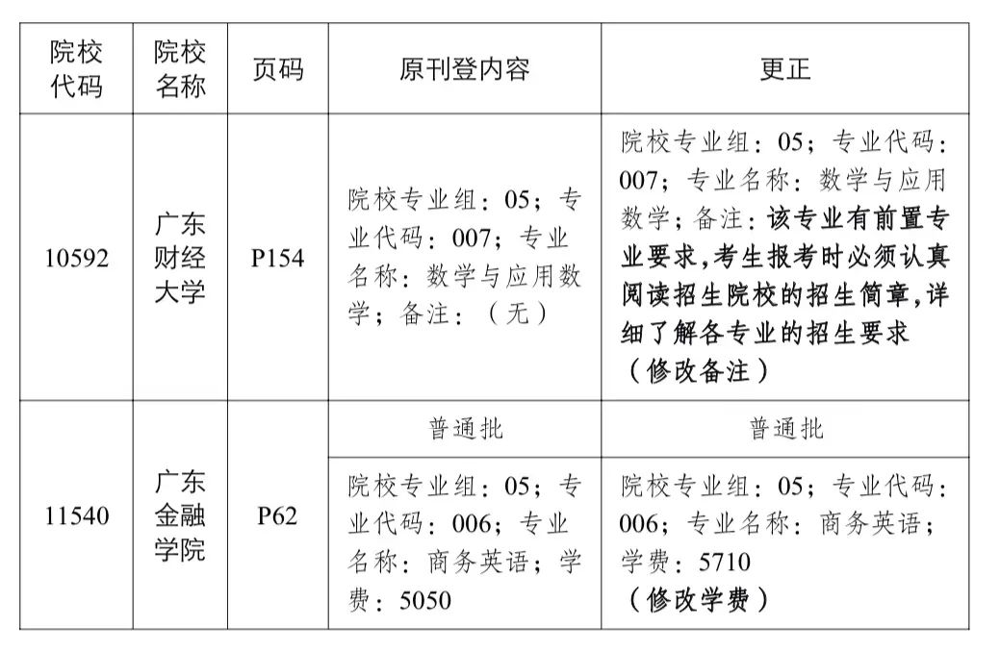 院校
代码
院校
名称
页码
原刊登内容
更正
10592
广东
财经
大学
P154
院校专业组：05；专
业代码：007；专业
名称：数学与应用数
学；备注：（无）
院校专业组：05；专业代码：
007；专业名称：数学与应用
数学；备注：该专业有前置专
业要求，考生报考时必须认真
阅读招生院校的招生简章，详
细了解各专业的招生要求
（修改备注）
11540
广东
金融
学院
P62
普通批
院校专业组：05；专
业代码：006；专业
名称：商务英语；学
费：5050
普通批
院校专业组：05；专业代码：
006；专业名称：商务英语；
学费：5710
（修改学费）